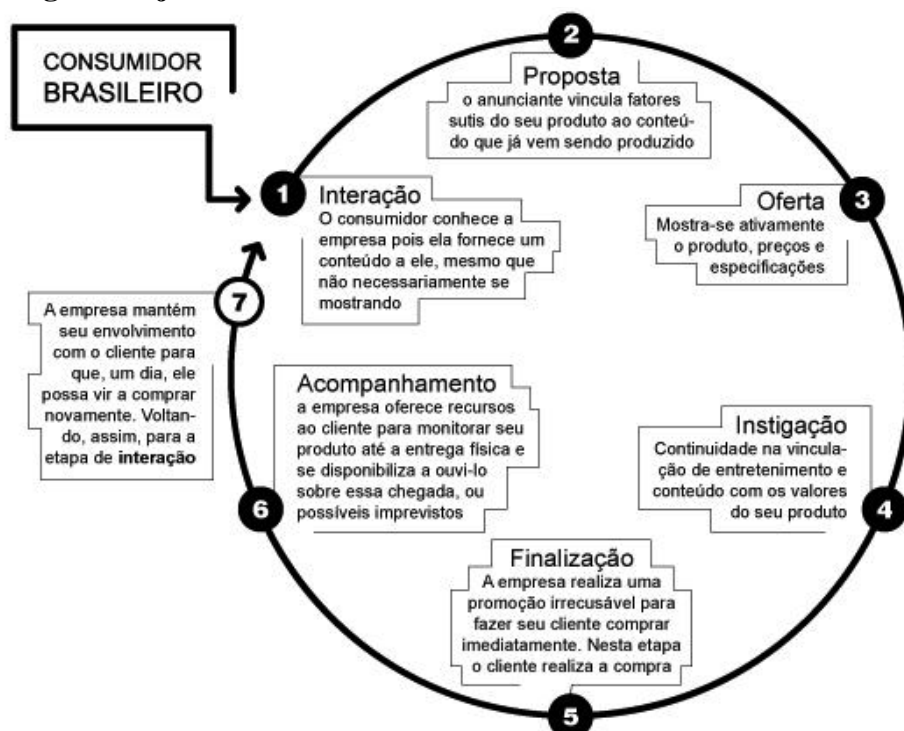 CONSUMIDOR
BRASILEIRO
1
Interação
O consumidor conhece a
empresa pois ela fornece um
conteúdo a ele, mesmo que
não necessariamente se
mostrando
2
Proposta
o anunciante vincula fatores
sutis do seu produto ao conteú-
do que já vem sendo produzido
3
Oferta
Mostra-se ativamente
o produto, preços e
especificações
4
Instigação
Continuidade na vincula-
ção de entretenimento e
conteúdo com os valores
do seu produto
5
Finalização
A empresa realiza uma
promoção irrecusável para
fazer seu cliente comprar
imediatamente. Nesta etapa
o cliente realiza a compra
6
Acompanhamento
a empresa oferece recursos
ao cliente para monitorar seu
produto até a entrega física e
se disponibiliza a ouvi-lo
sobre essa chegada, ou
possíveis imprevistos
7
A empresa mantém
seu envolvimento
com o cliente para
que, um dia, ele
possa vir a comprar
novamente. Voltan-
do, assim, para a
etapa de interação